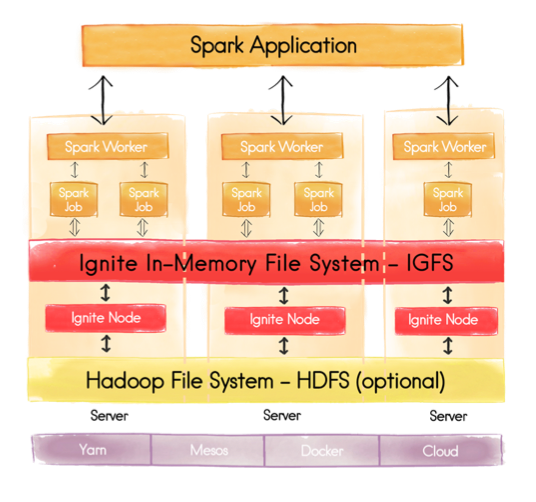 Spark Application
Spark Worker
Spark Worker
Spark Worker
Spark
Job
Spark
Job
Spark
Job
Spark
Job
Spark
Job
Ignite In-Memory File System - IGFS
Ignite Node
Ignite Node
Ignite Node
Hadoop File System - HDFS (optional)
Server
Server
Server
Yarn
Mesos
Docker
Cloud